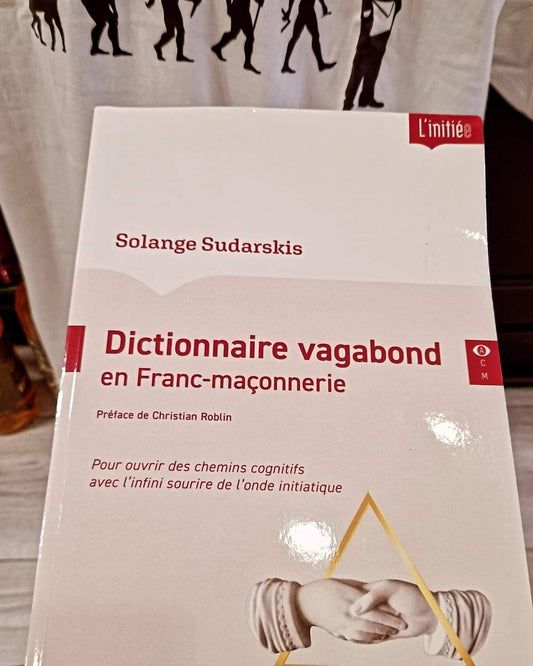 L'initiée
Solange Sudarskis
Dictionnaire vagabond
en Franc-maçonnerie
A
C
M
Préface de Christian Roblin
Pour ouvrir des chemins cognitifs
avec l'infini sourire de l'onde initiatique